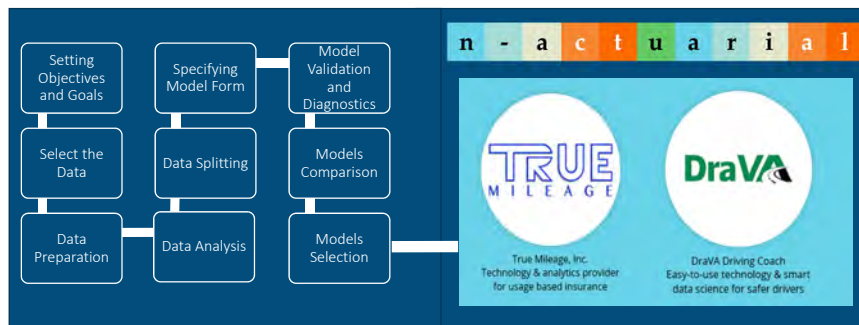 Setting
Objectives
and Goals
Select the
Data
Data
Preparation
Data Analysis
Data Splitting
Specifying
Model Form
Model
Validation
and
Diagnostics
Models
Comparison
Models
Selection
n-actuarial
TRUE
MILEAGE
True Mileage, Inc.
Technology & analytics provider
for usage based insurance
DraVA
DraVA Driving Coach
Easy-to-use technology & smart
data science for safer drivers